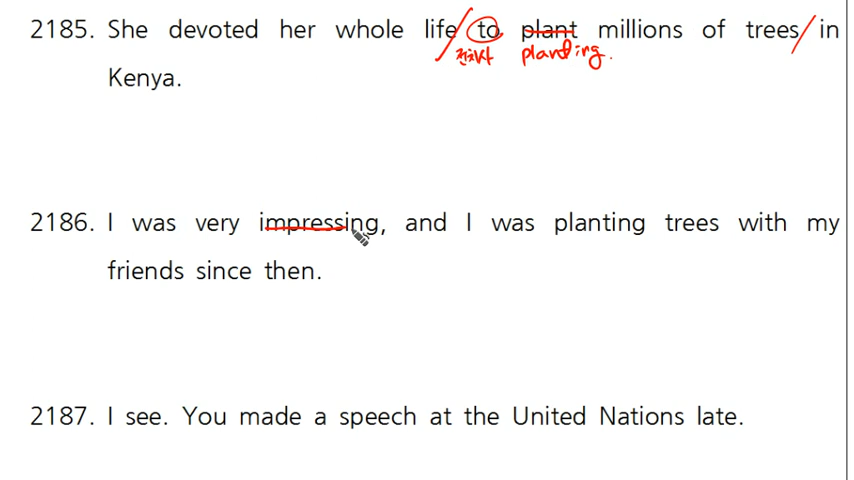 2185. She devoted her whole life to plant millions of trees in
전치사 planting.
Kenya.
2186. I was very impressing, and I was planting trees with my
friends since then.
2187. I see. You made a speech at the United Nations late.